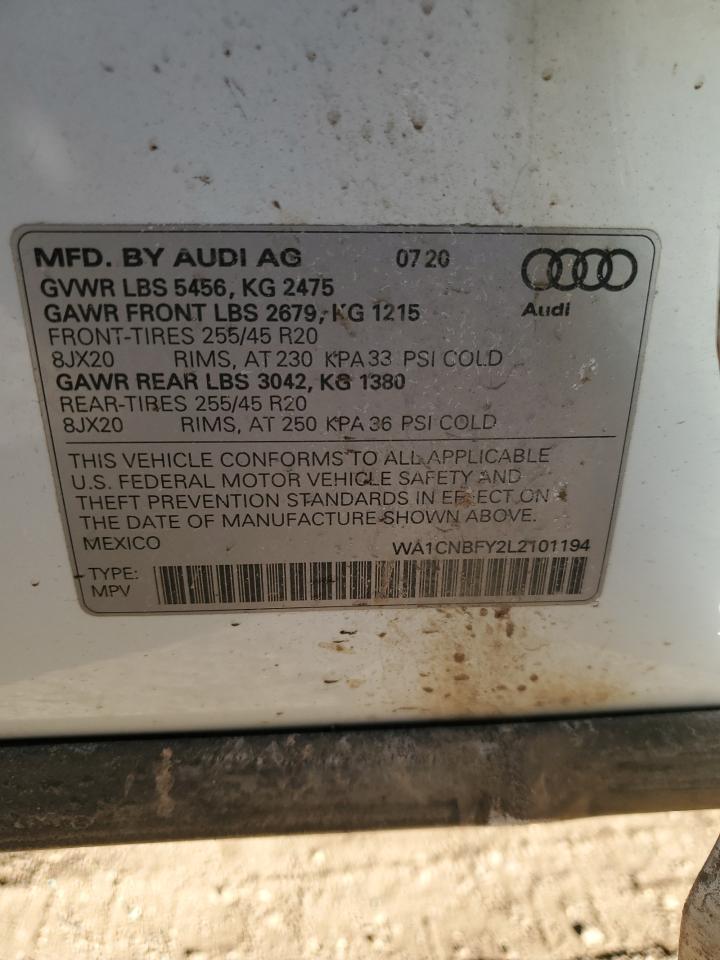 MFD. BY AUDI AG 07 20
GVWR LBS 5456, KG 2475
GAWR FRONT LBS 2679, KG 1215
Audi
FRONT-TIRES 255/45 R20
8JX20 RIMS, AT 230 KPA 33 PSI COLD
GAWR REAR LBS 3042, KG 1380
REAR-TIRES 255/45 R20
8JX20 RIMS, AT 250 KPA 36 PSI COLD
THIS VEHICLE CONFORMS TO ALL APPLICABLE
U.S. FEDERAL MOTOR VEHICLE SAFETY AND
THEFT PREVENTION STANDARDS IN EFFECT ON
THE DATE OF MANUFACTURE SHOWN ABOVE.
MEXICO WA1CNBFY2L2101194
TYPE:
MPV